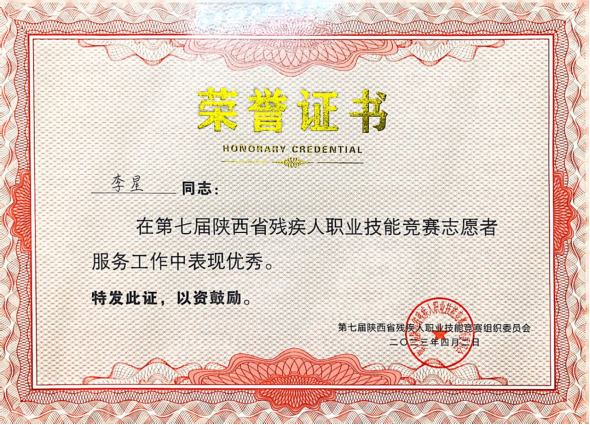 荣誉证书
HONORARY CREDENTIAL
李星 同志：
在第七届陕西省残疾人职业技能竞赛志愿者
服务工作中表现优秀。
特发此证，以资鼓励。
第七届陕西省残疾人职业技能竞赛组织委员会
二〇二三年四月二日